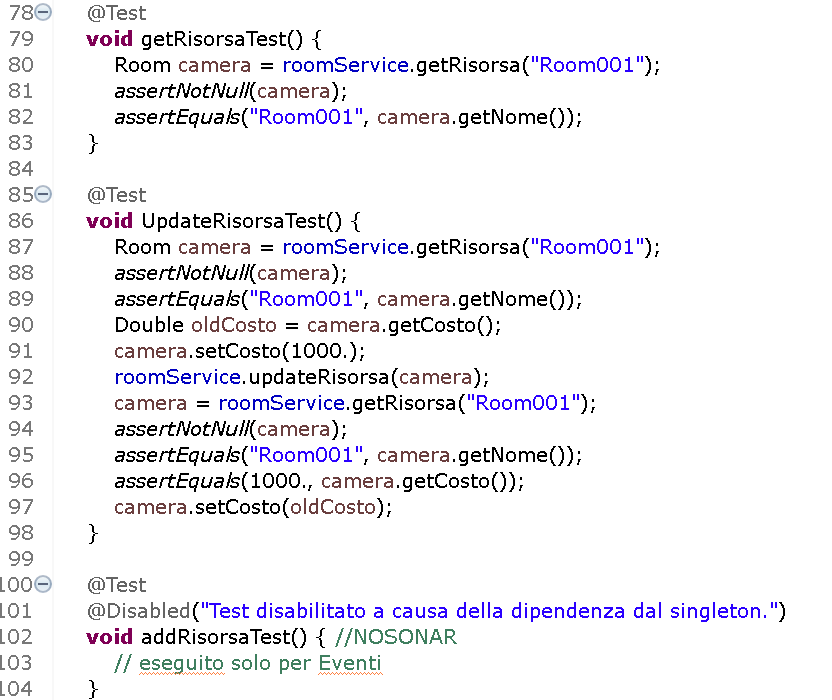 78 @Test
79 void getRisorsaTest() {
80 Room camera = roomService.getRisorsa("Room001");
81 assertNotNull(camera);
82 assertEquals("Room001", camera.getNome());
83 }
84
85 @Test
86 void UpdateRisorsaTest() {
87 Room camera = roomService.getRisorsa("Room001");
88 assertNotNull(camera);
89 assertEquals("Room001", camera.getNome());
90 Double oldCosto = camera.getCosto();
91 camera.setCosto(1000.);
92 roomService.updateRisorsa(camera);
93 camera = roomService.getRisorsa("Room001");
94 assertNotNull(camera);
95 assertEquals("Room001", camera.getNome());
96 assertEquals(1000., camera.getCosto());
97 camera.setCosto(oldCosto);
98 }
99
100 @Test
101 @Disabled("Test disabilitato a causa della dipendenza dal singleton.")
102 void addRisorsaTest() { //NOSONAR
103 // eseguito solo per Eventi
104 }